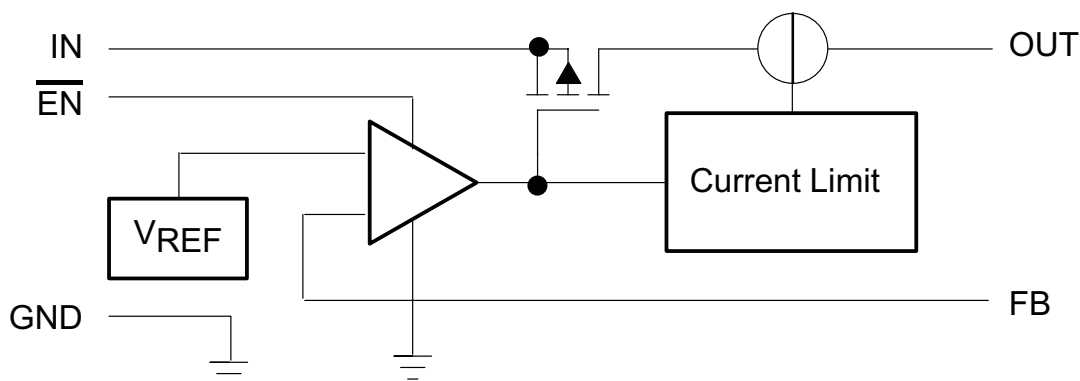 IN
OUT
EN
Current Limit
VREF
FB
GND